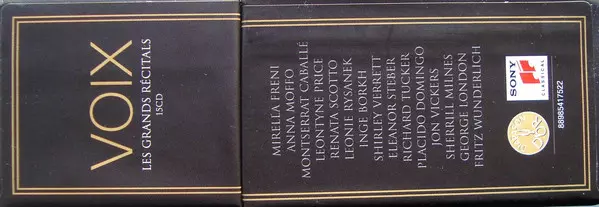 VOIX
LES GRANDS RÉCITALS
15CD
MIRELLA FRENI
ANNA MOFFO
MONTSERRAT CABALLÉ
LEONTYNE PRICE
RENATA SCOTTO
LEONIE RYSANEK
INGE BORKH
SHIRLEY VERRETT
ELEANOR STEBER
RICHARD TUCKER
PLACIDO DOMINGO
JON VICKERS
SHERRILL MILNES
GEORGE LONDON
FRITZ WUNDERLICH
SONY
CLASSICAL
D'OR
88985417522